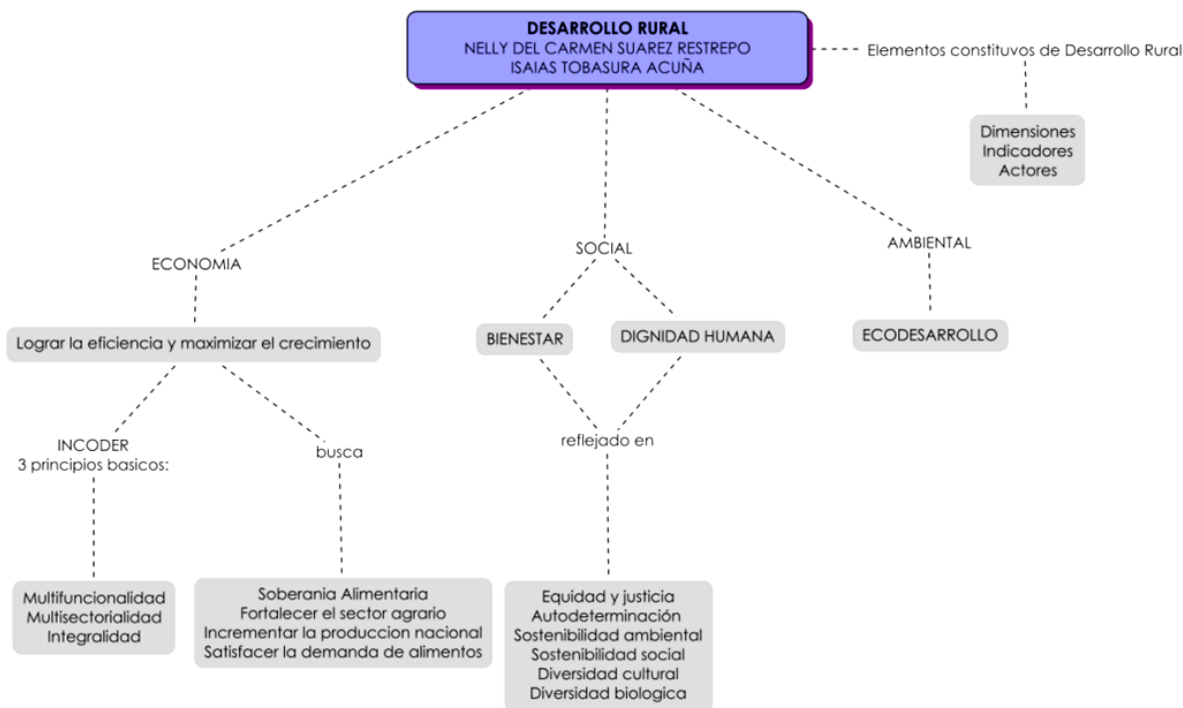 DESARROLLO RURAL
NELLY DEL CARMEN SUAREZ RESTREPO
ISAIAS TOBASURA ACUÑA
Elementos constituvos de Desarrollo Rural
Dimensiones
Indicadores
Actores
ECONOMIA
SOCIAL
AMBIENTAL
Lograr la eficiencia y maximizar el crecimiento
BIENESTAR
DIGNIDAD HUMANA
ECODESARROLLO
INCODER
3 principios basicos:
busca
reflejado en
Multifuncionalidad
Multisectorialidad
Integralidad
Soberania Alimentaria
Fortalecer el sector agrario
Incrementar la produccion nacional
Satisfacer la demanda de alimentos
Equidad y justicia
Autodeterminación
Sostenibilidad ambiental
Sostenibilidad social
Diversidad cultural
Diversidad biologica